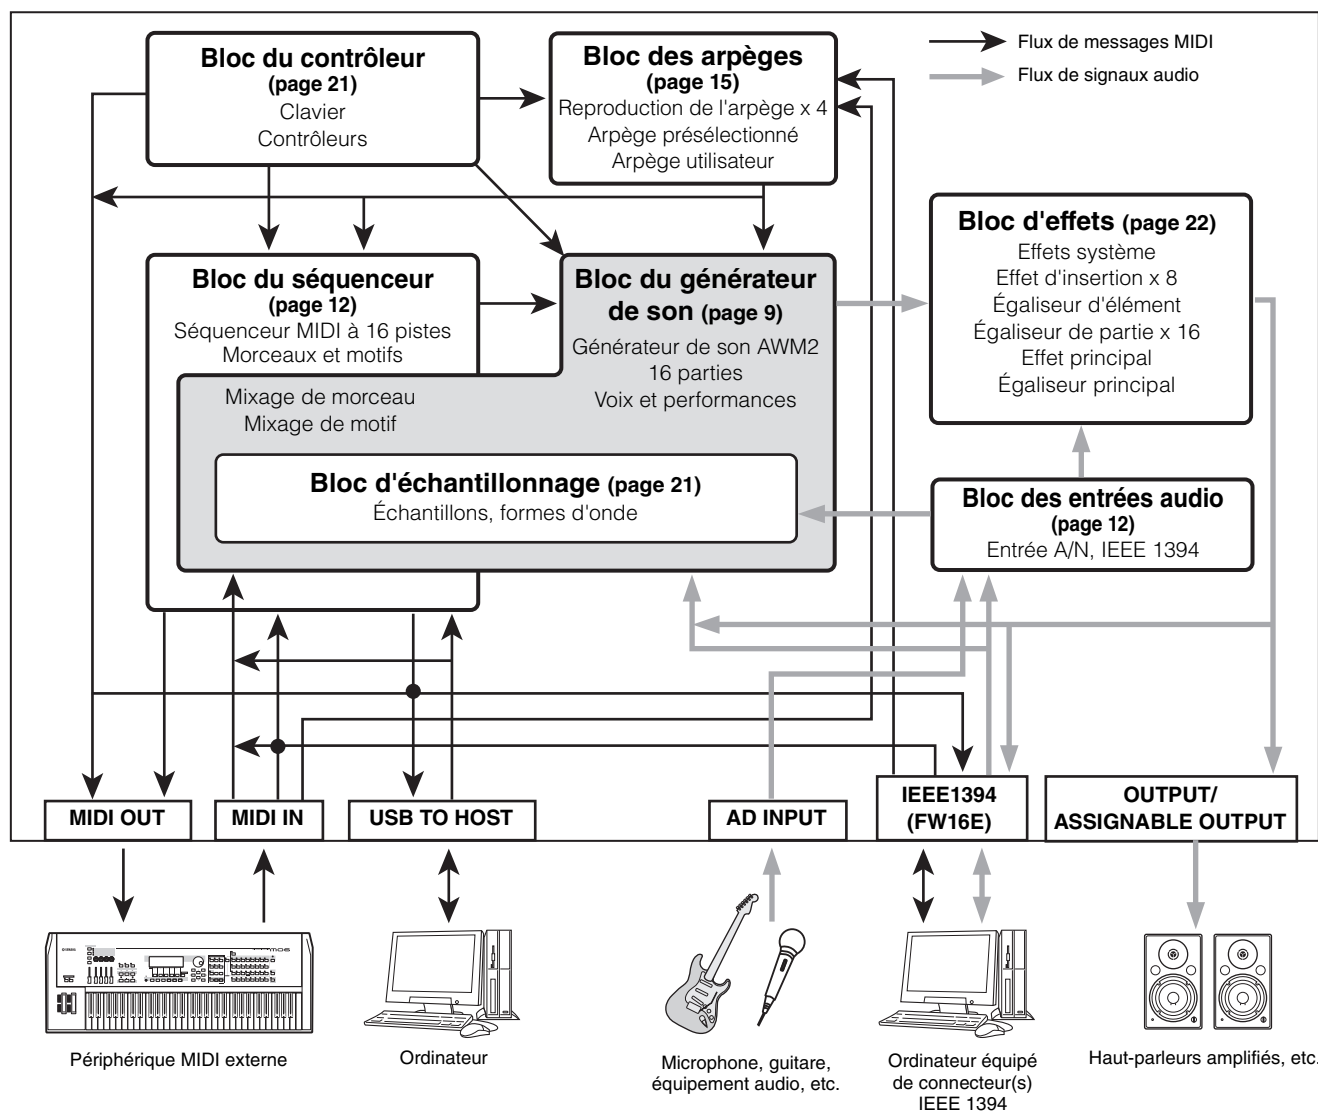 Bloc du contrôleur
(page 21)
Clavier
Contrôleurs
Bloc des arpèges
(page 15)
Reproduction de l'arpège x 4
Arpège présélectionné
Arpège utilisateur
Flux de messages MIDI
Flux de signaux audio
Bloc d'effets (page 22)
Effets système
Effet d'insertion x 8
Égaliseur d'élément
Égaliseur de partie x 16
Effet principal
Égaliseur principal
Bloc du séquenceur
(page 12)
Séquenceur MIDI à 16 pistes
Morceaux et motifs
Bloc du générateur
de son (page 9)
Générateur de son AWM2
16 parties
Voix et performances
Mixage de morceau
Mixage de motif
Bloc d'échantillonnage (page 21)
Échantillons, formes d'onde
Bloc des entrées audio
(page 12)
Entrée A/N, IEEE 1394
MIDI OUT
MIDI IN
USB TO HOST
AD INPUT
IEEE1394
(FW16E)
OUTPUT/
ASSIGNABLE OUTPUT
Périphérique MIDI externe
Ordinateur
Microphone, guitare,
équipement audio, etc.
Ordinateur équipé
de connecteur(s)
IEEE 1394
Haut-parleurs amplifiés, etc.